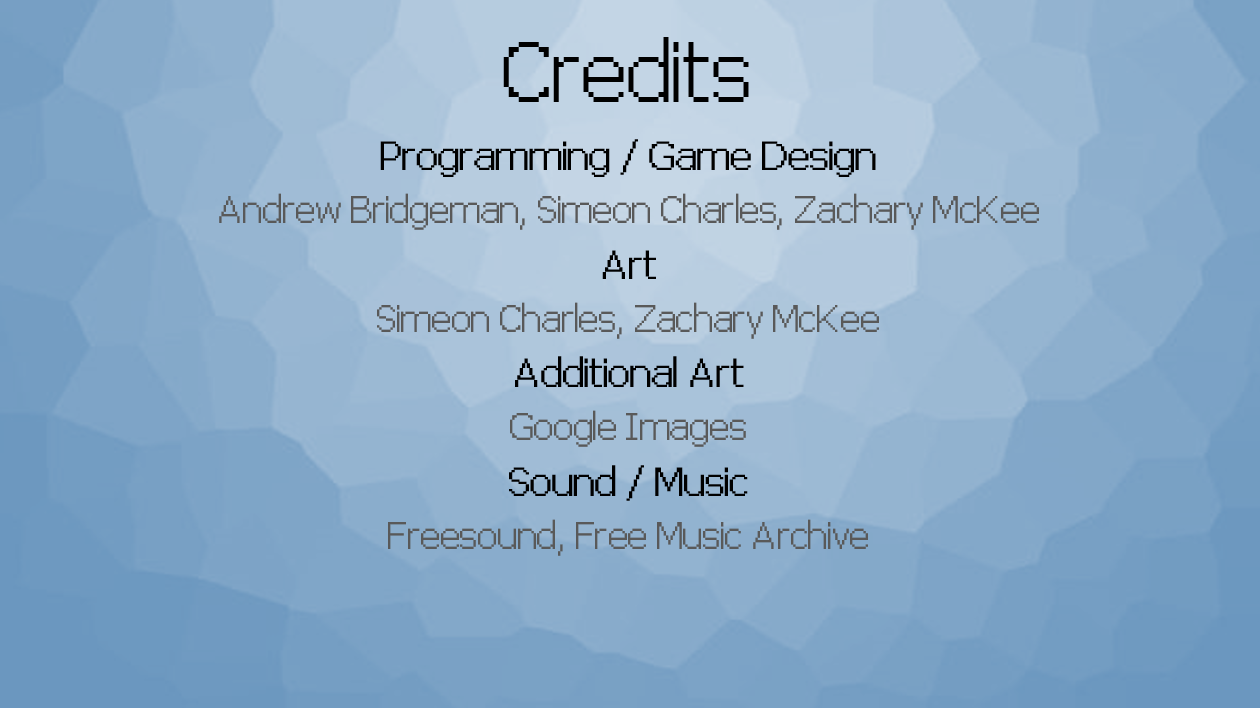 Credits
Programming / Game Design
Andrew Bridgeman, Simeon Charles, Zachary McKee
Art
Simeon Charles, Zachary McKee
Additional Art
Google Images
Sound / Music
Freesound, Free Music Archive